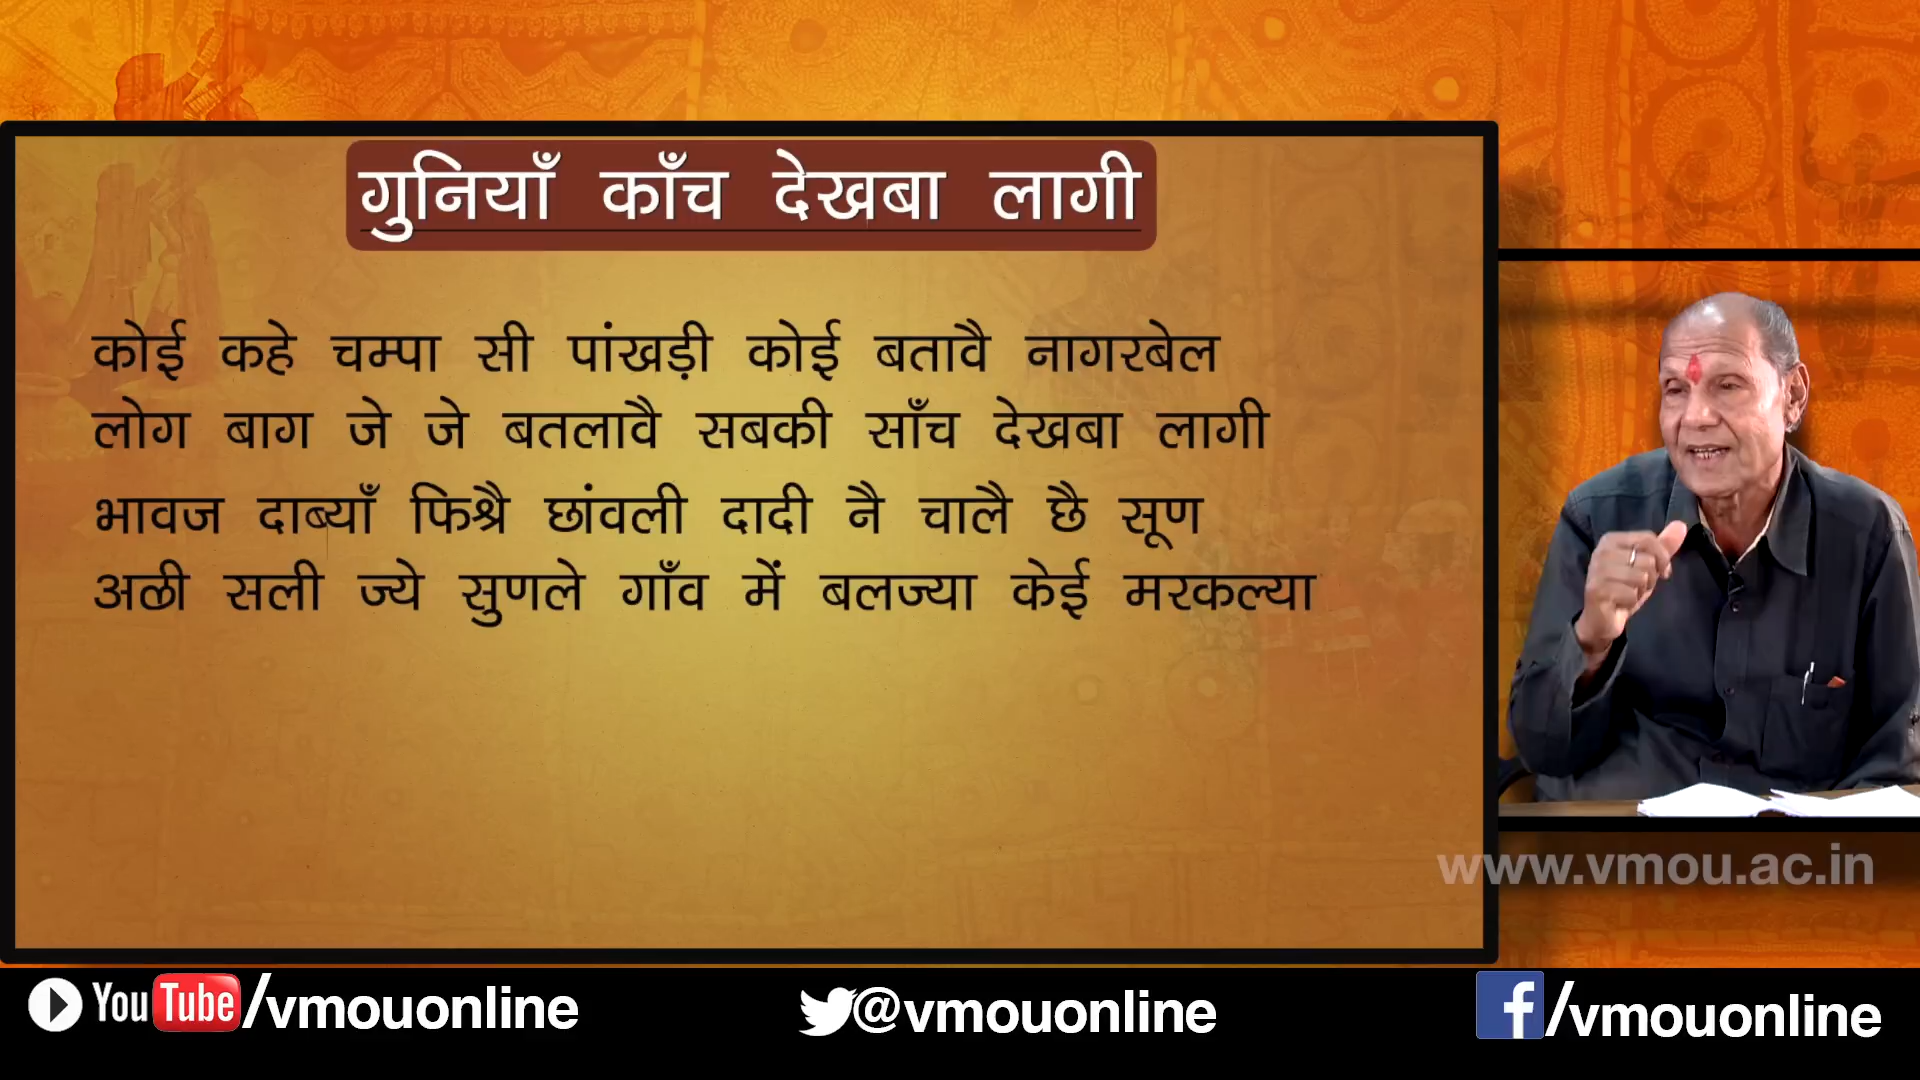 गुनियाँ काँच देखबा लागी
कोई कहे चम्पा सी पांखड़ी कोई बतावै नागरबेल
लोग बाग जे जे बतलावै सबकी साँच देखबा लागी
भावज दाब्याँ फिश्रै छांवली दादी नै चालै छै सूण
अळी सली ज्ये सुणले गाँव में बलज्या केई मरकल्या
www.vmou.ac.in
YouTube/vmouonline
@vmouonline
f/vmouonline